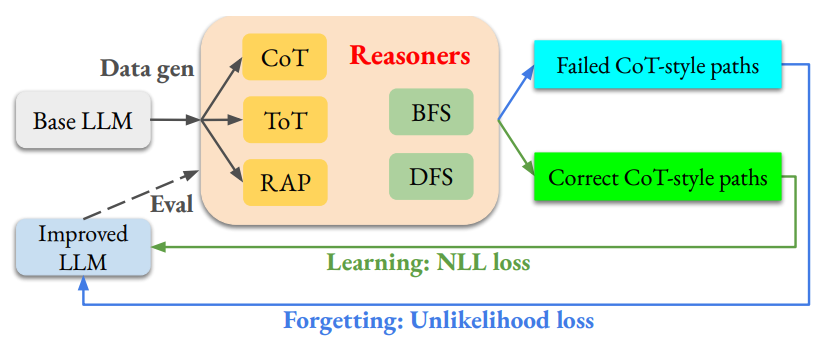 Data gen
Base LLM
CoT
ToT
RAP
Reasoners
BFS
DFS
Failed CoT-style paths
Correct CoT-style paths
Eval
Improved
LLM
Learning: NLL loss
Forgetting: Unlikelihood loss